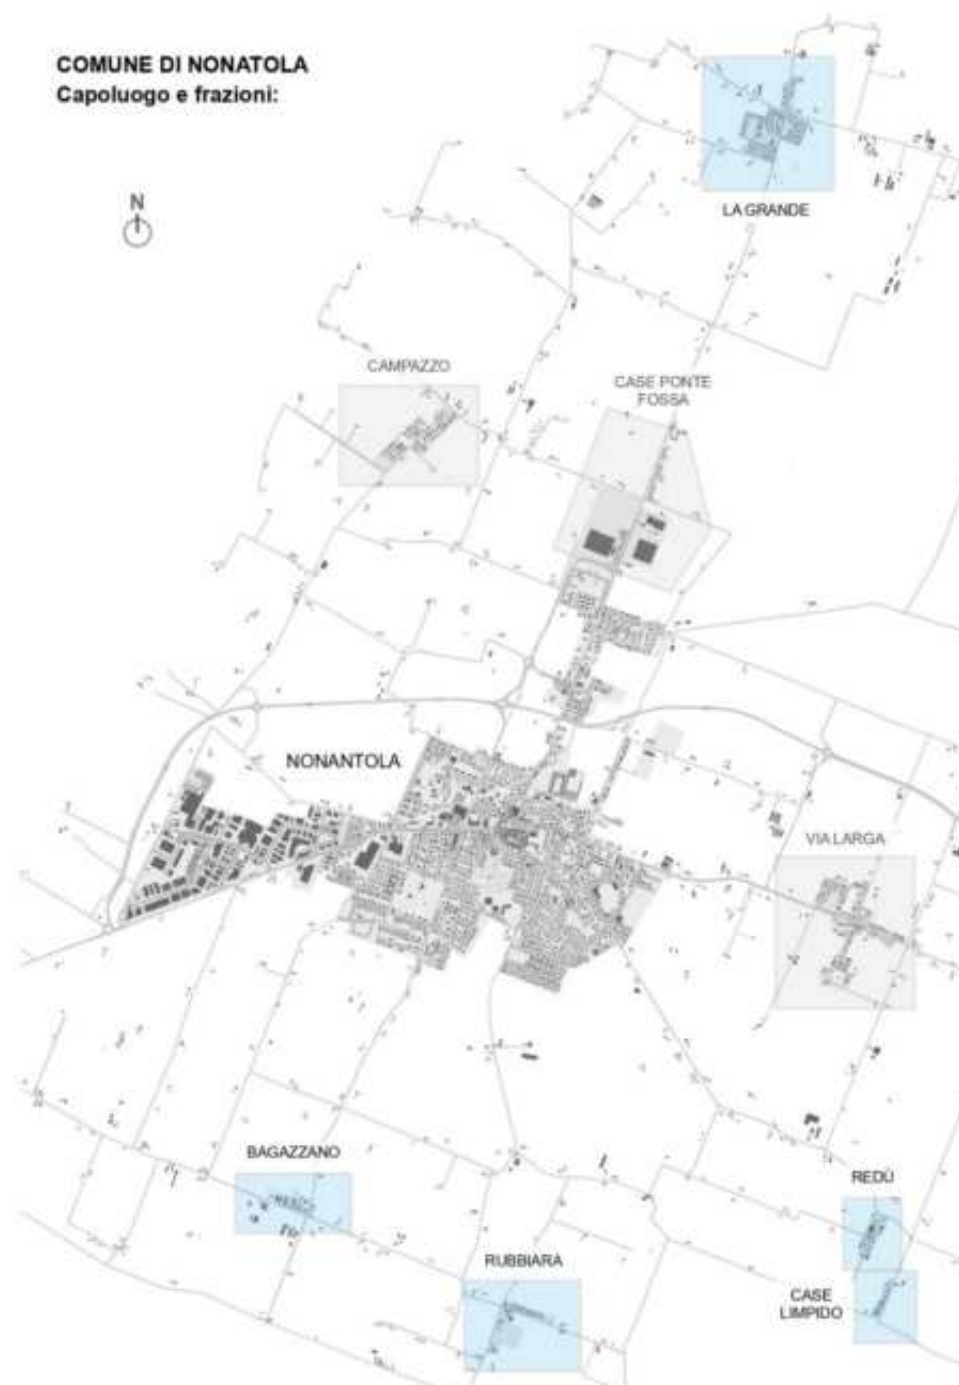 COMUNE DI NONATOLA
Capoluogo e frazioni:
N
LA GRANDE
CAMPAZZO
CASE PONTE
FOSSA
NONANTOLA
VIA LARGA
BAGAZZANO
REDÙ
RUBBIARA
CASE
LIMPIDO